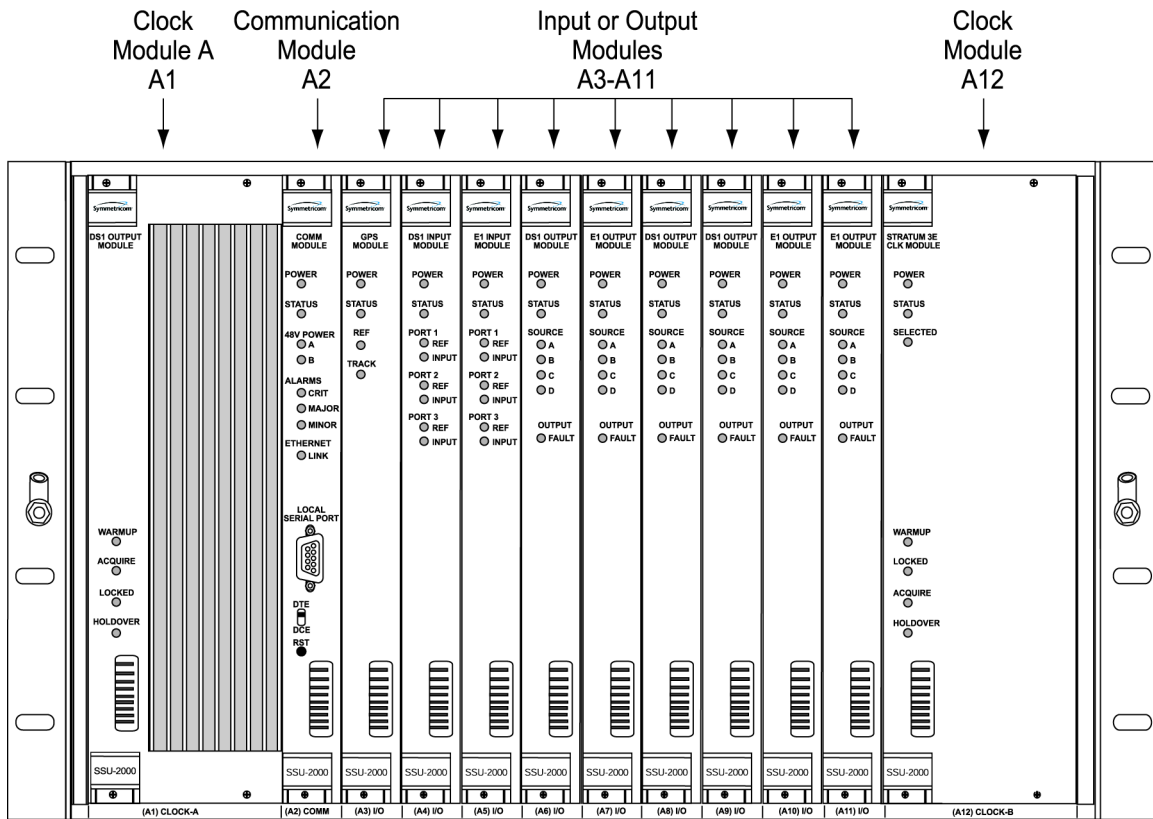 Clock
Module A
A1
Communication
Module
A2
Input or Output
Modules
A3-A11
Clock
Module
A12
Symmetricom
DS1 OUTPUT
MODULE
WARMUP
ACQUIRE
LOCKED
HOLDOVER
SSU-2000
(A1) CLOCK-A
Symmetricom
COMM
MODULE
POWER
STATUS
48V POWER
A
B
ALARMS
CRIT
MAJOR
MINOR
ETHERNET
LINK
LOCAL
SERIAL PORT
DTE
DCE
RST
SSU-2000
(A2) COMM
Symmetricom
GPS
MODULE
POWER
STATUS
REF
TRACK
SSU-2000
(A3) I/O
Symmetricom
DS1 INPUT
MODULE
POWER
STATUS
PORT 1
REF
INPUT
PORT 2
REF
INPUT
PORT 3
REF
INPUT
SSU-2000
(A4) I/O
Symmetricom
E1 INPUT
MODULE
POWER
STATUS
PORT 1
REF
INPUT
PORT 2
REF
INPUT
PORT 3
REF
INPUT
SSU-2000
(A5) I/O
Symmetricom
DS1 OUTPUT
MODULE
POWER
STATUS
SOURCE
A
B
C
D
OUTPUT
FAULT
SSU-2000
(A6) I/O
Symmetricom
E1 OUTPUT
MODULE
POWER
STATUS
SOURCE
A
B
C
D
OUTPUT
FAULT
SSU-2000
(A7) I/O
Symmetricom
DS1 OUTPUT
MODULE
POWER
STATUS
SOURCE
A
B
C
D
OUTPUT
FAULT
SSU-2000
(A8) I/O
Symmetricom
DS1 OUTPUT
MODULE
POWER
STATUS
SOURCE
A
B
C
D
OUTPUT
FAULT
SSU-2000
(A9) I/O
Symmetricom
E1 OUTPUT
MODULE
POWER
STATUS
SOURCE
A
B
C
D
OUTPUT
FAULT
SSU-2000
(A10) I/O
Symmetricom
E1 OUTPUT
MODULE
POWER
STATUS
SOURCE
A
B
C
D
OUTPUT
FAULT
SSU-2000
(A11) I/O
Symmetricom
STRATUM 3E
CLK MODULE
POWER
STATUS
SELECTED
WARMUP
LOCKED
ACQUIRE
HOLDOVER
SSU-2000
(A12) CLOCK-B